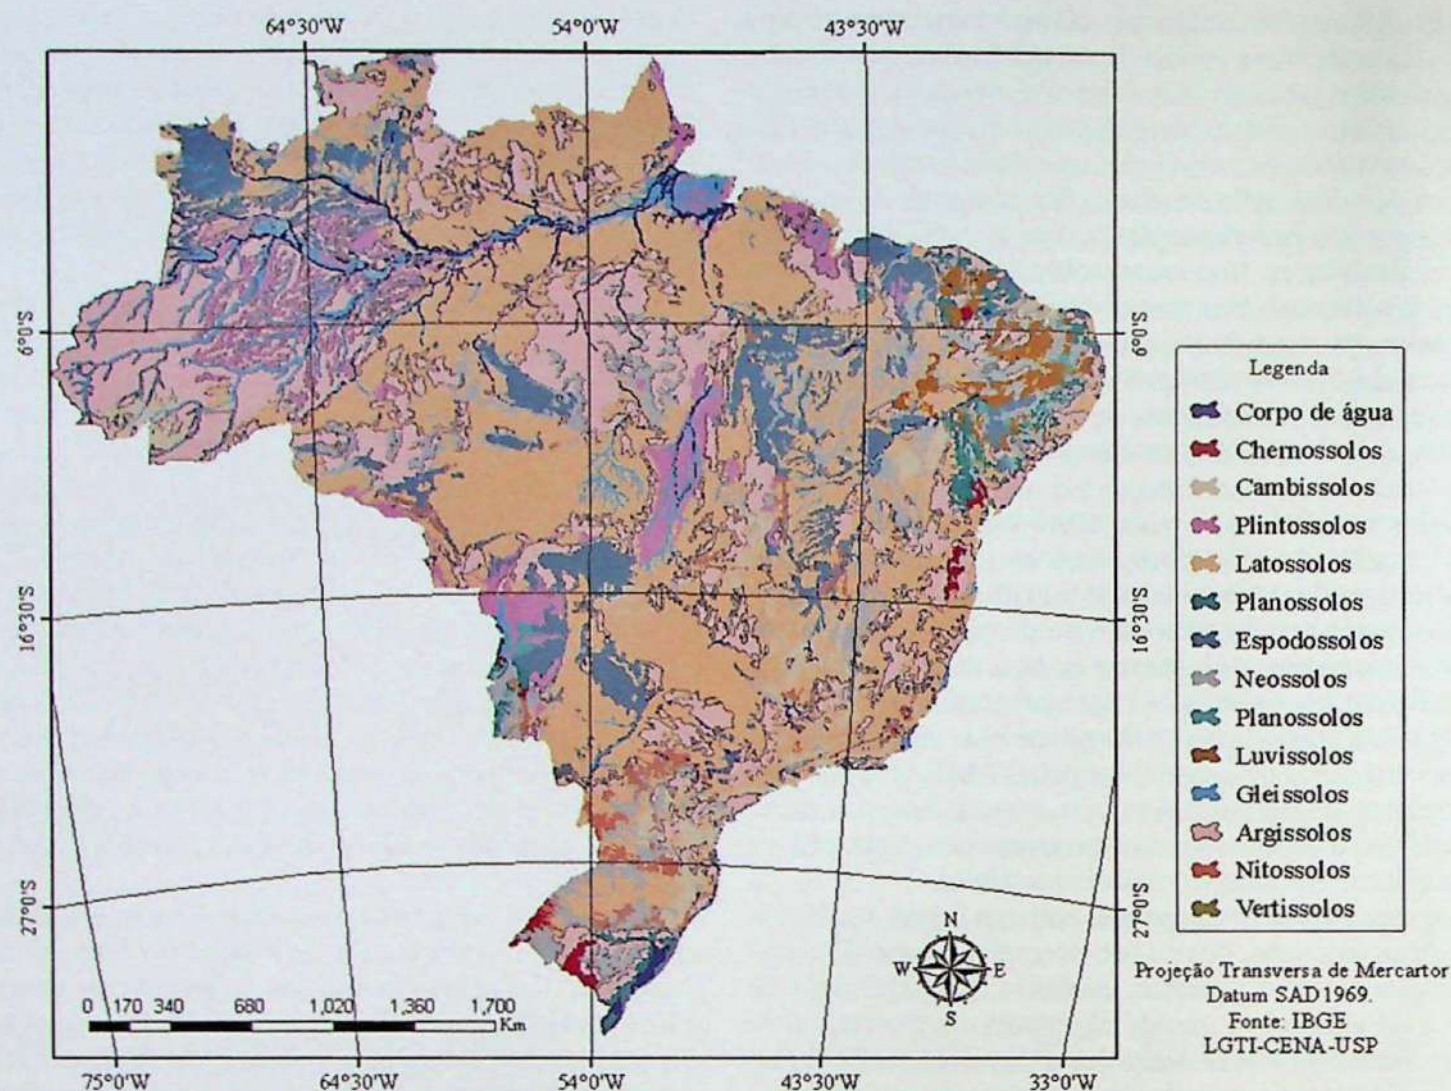 64°30'W 54°0'W 43°30'W
6°0'S 6°0'S
16°30'S 16°30'S
27°0'S 27°0'S
Legenda
Corpo de água
Chernossolos
Cambissolos
Plintossolos
Latossolos
Planossolos
Espodossolos
Neossolos
Planossolos
Luvissolos
Gleissolos
Argissolos
Nitossolos
Vertissolos
N
W E
S
0 170 340 680 1,020 1,360 1,700
Km
Projeção Transversa de Mercartor
Datum SAD1969.
Fonte: IBGE
LGTI-CENA-USP
75°0'W 64°30'W 54°0'W 43°30'W 33°0'W